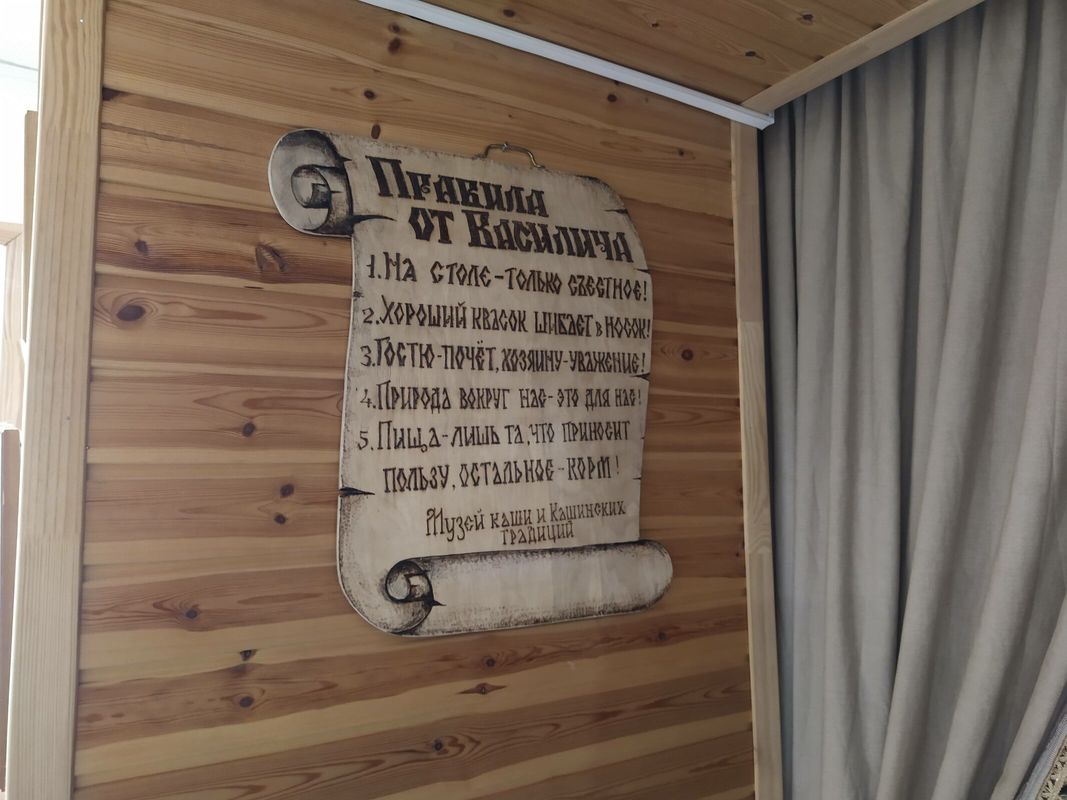 Правила
от Василича
1. На столе - только съестное!
2. Хороший квасок шибает в носок!
3. Гостю - почёт, хозяину - уважение!
4. Природа вокруг нас - это для нас!
5. Пища - лишь та, что приносит
пользу, остальное - корм!
Музей каши и Кашинских
традиций